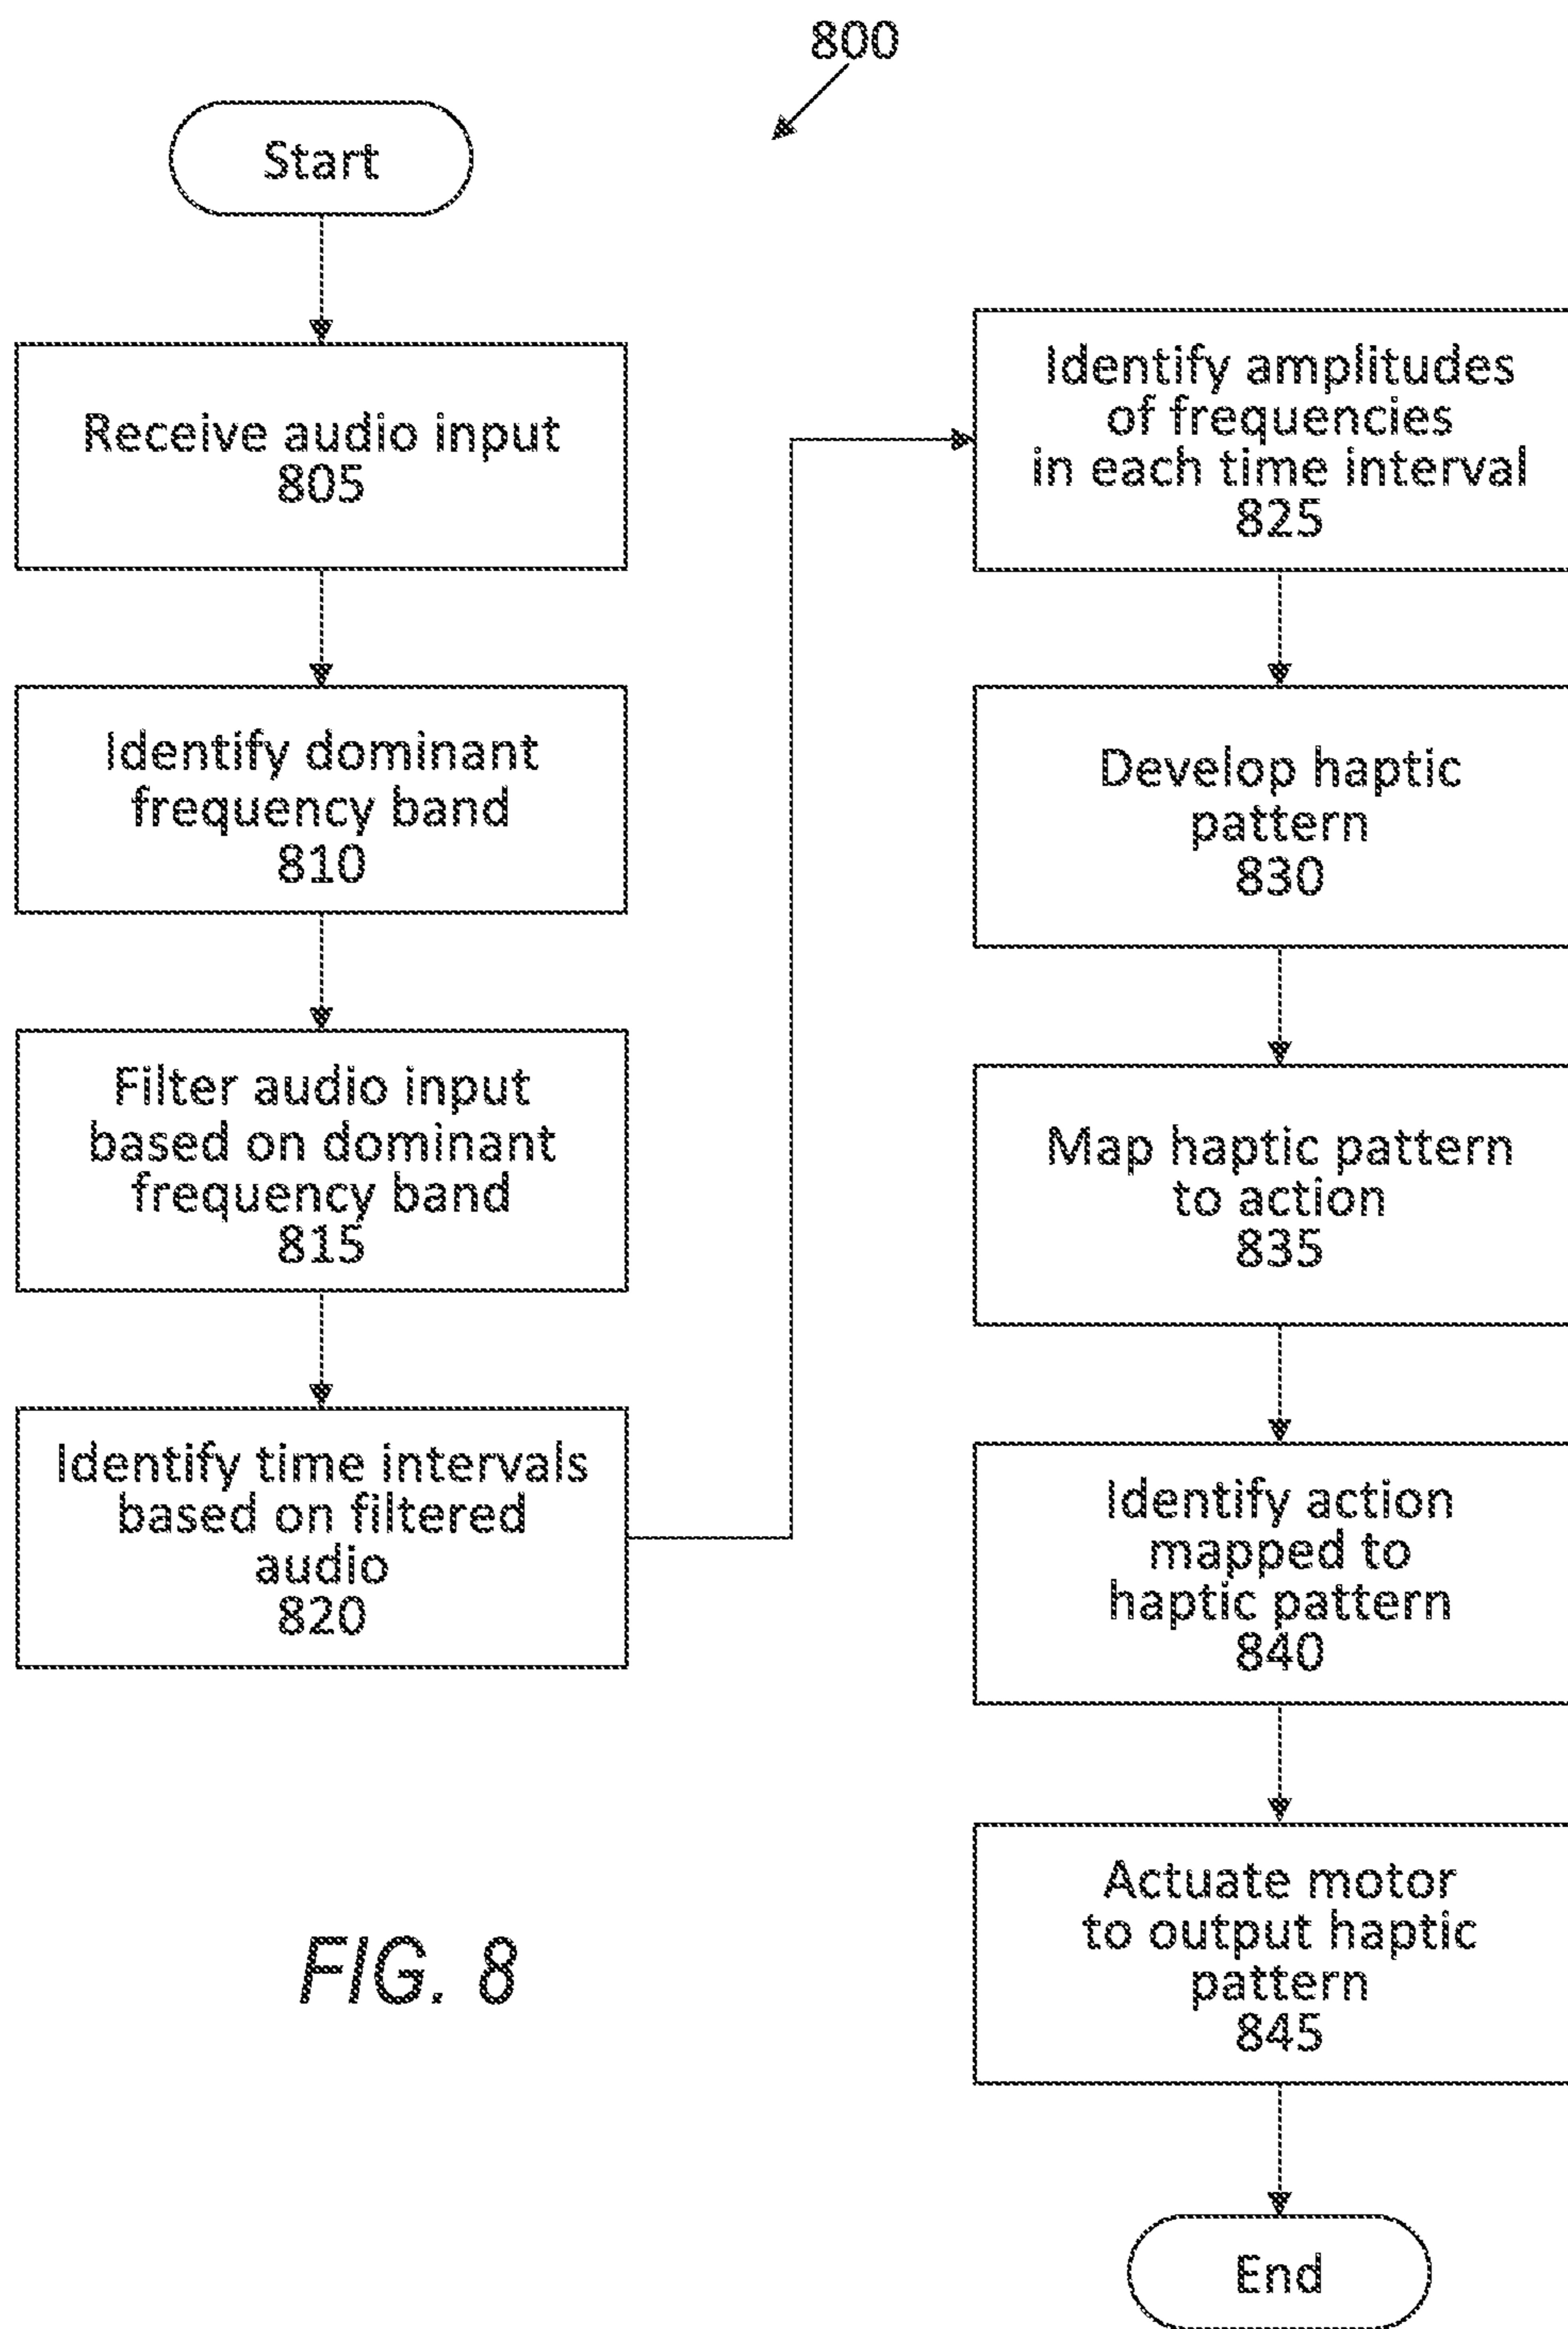 800
Start
Receive audio input
805
Identify dominant
frequency band
810
Filter audio input
based on dominant
frequency band
815
Identify time intervals
based on filtered
audio
820
Identify amplitudes
of frequencies
in each time interval
825
Develop haptic
pattern
830
Map haptic pattern
to action
835
Identify action
mapped to
haptic pattern
840
Actuate motor
to output haptic
pattern
845
End
FIG. 8